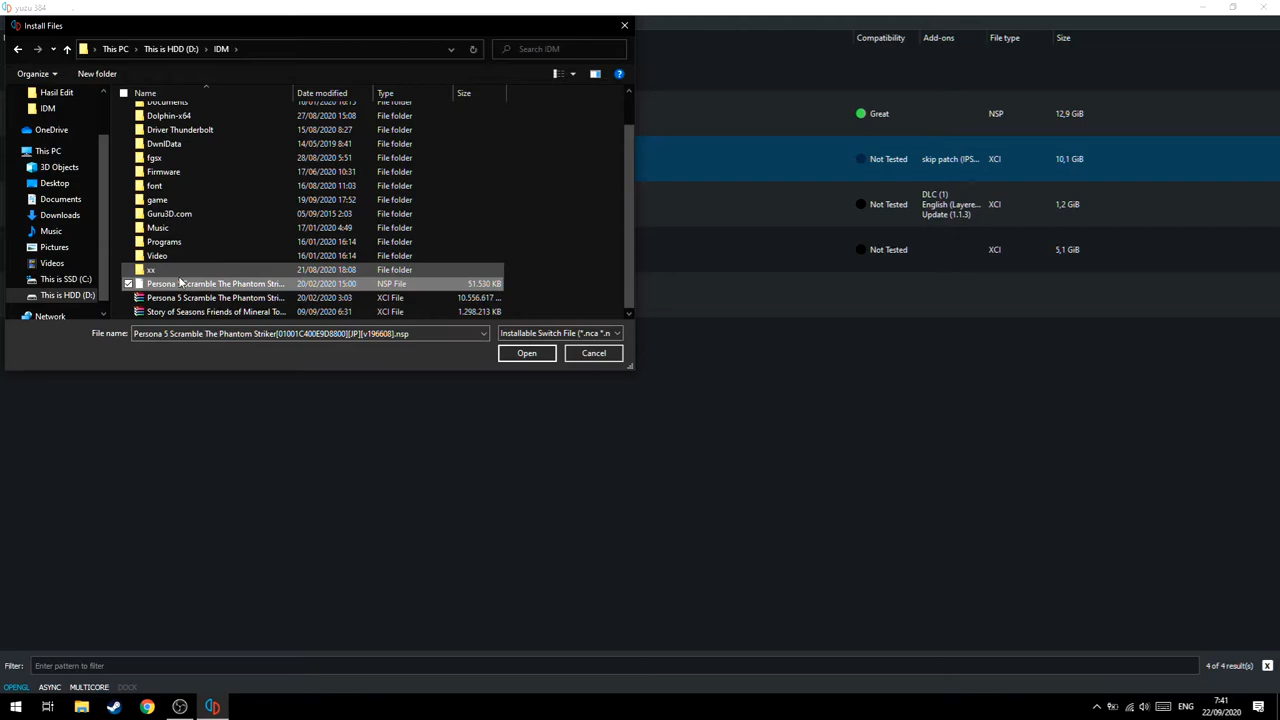 yuzu 384
Install Files
This PC
This is HDD (D:)
IDM
Search IDM
Organize
New folder
Compatibility
Add-ons
File type
Size
Hasil Edit
IDM
OneDrive
This PC
3D Objects
Desktop
Documents
Downloads
Music
Pictures
Videos
This is SSD (C:)
This is HDD (D:)
Network
Name
Date modified
Type
Size
Documents 16/01/2020 16:15 File folder
Dolphin-x64 27/08/2020 15:08 File folder
Driver Thunderbolt 15/08/2020 8:27 File folder
DwnlData 14/05/2019 8:41 File folder
fgsx 28/08/2020 5:51 File folder
Firmware 17/06/2020 10:31 File folder
font 16/08/2020 11:03 File folder
game 19/09/2020 17:52 File folder
Guru3D.com 05/09/2015 2:03 File folder
Music 17/01/2020 4:49 File folder
Programs 16/01/2020 16:14 File folder
Video 16/01/2020 16:14 File folder
xx 21/08/2020 18:08 File folder
Persona 5 Scramble The Phantom Stri... 20/02/2020 15:00 NSP File 51.530 KB
Persona 5 Scramble The Phantom Stri... 20/02/2020 3:03 XCI File 10.556.617 ...
Story of Seasons Friends of Mineral To... 09/09/2020 6:31 XCI File 1.298.213 KB
File name:
Persona 5 Scramble The Phantom Striker[01001C400E9D8800][JP][v196608].nsp
Installable Switch File (*.nca *.n
Open
Cancel
Great NSP 12,9 GiB
Not Tested skip patch (IPS... XCI 10,1 GiB
DLC (1)
Not Tested English (Layere... XCI 1,2 GiB
Update (1.1.3)
Not Tested XCI 5,1 GiB
Filter:
Enter pattern to filter
4 of 4 result(s)
X
OPENGL
ASYNC
MULTICORE
DOCK
ENG
7:41
22/09/2020